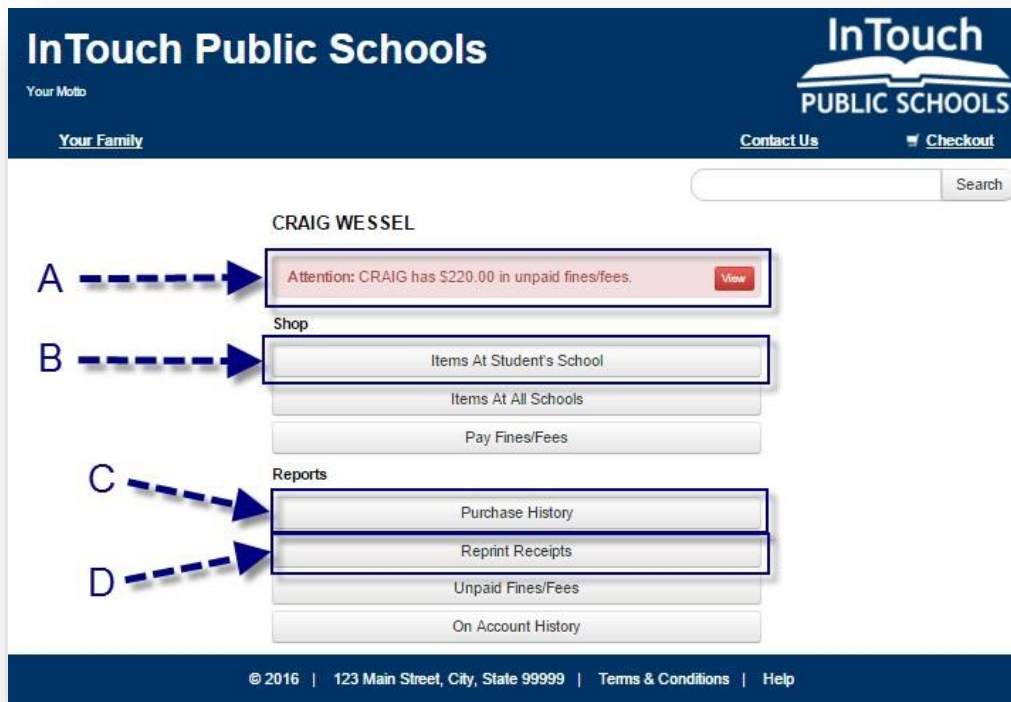 InTouch Public Schools
InTouch
PUBLIC SCHOOLS
Your Motto
Your Family
Contact Us
Checkout
Search
CRAIG WESSEL
A
Attention: CRAIG has $220.00 in unpaid fines/fees.
View
Shop
B
Items At Student's School
Items At All Schools
Pay Fines/Fees
Reports
C
Purchase History
Reprint Receipts
D
Unpaid Fines/Fees
On Account History
© 2016 | 123 Main Street, City, State 99999 | Terms & Conditions | Help